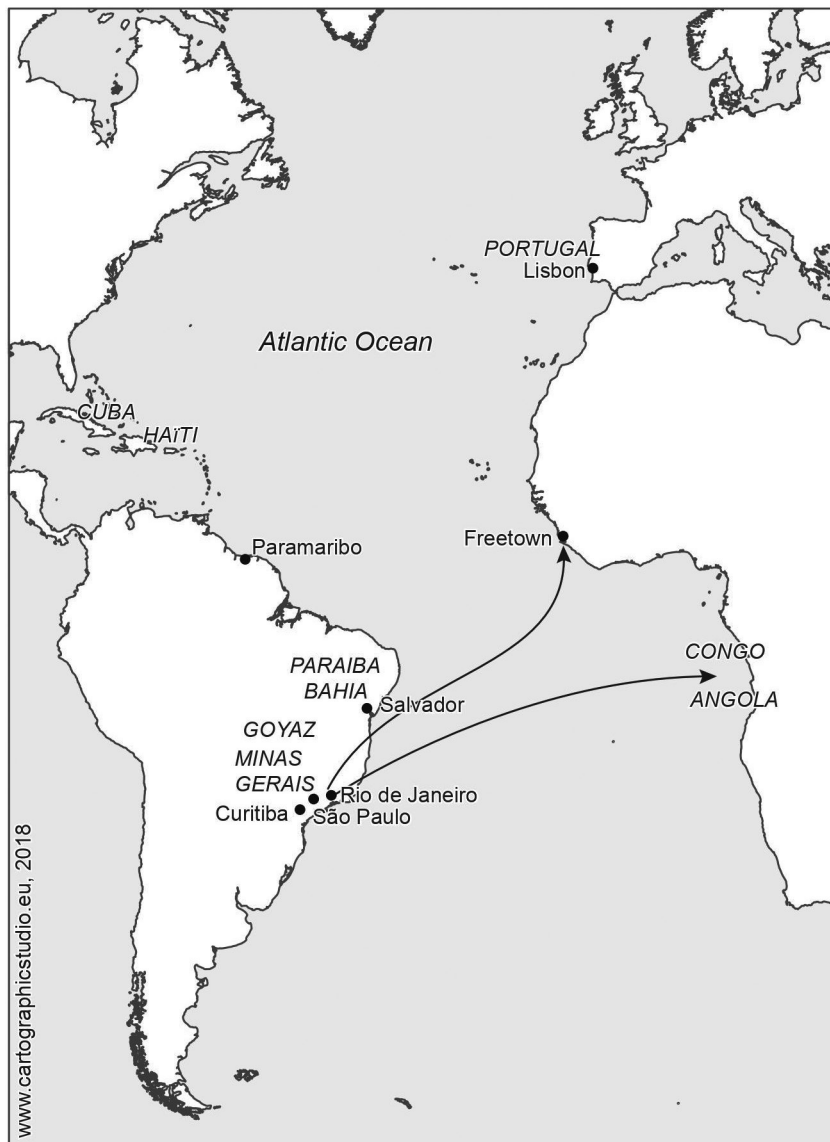 PORTUGAL
Lisbon
Atlantic Ocean
CUBA
HAïTI
Paramaribo
Freetown
CONGO
ANGOLA
PARAIBA
BAHIA
Salvador
GOYAZ
MINAS
GERAIS
Rio de Janeiro
São Paulo
Curitiba
www.cartographicstudio.eu, 2018